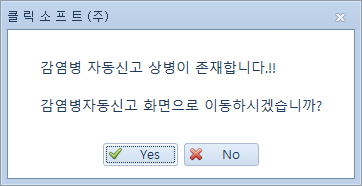 클 릭 소 프 트 (주)
감염병 자동신고 상병이 존재합니다.!!
감염병자동신고 화면으로 이동하시겠습니까?
Yes
No